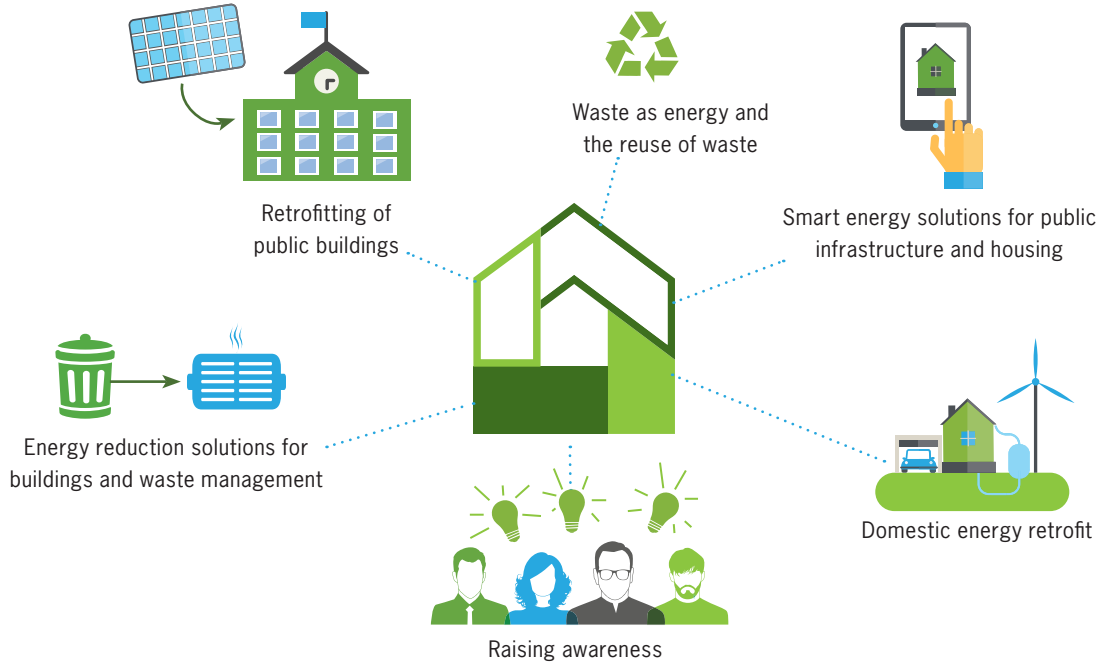 Waste as energy and
the reuse of waste
Retrofitting of
public buildings
Smart energy solutions for public
infrastructure and housing
Energy reduction solutions for
buildings and waste management
Domestic energy retrofit
Raising awareness